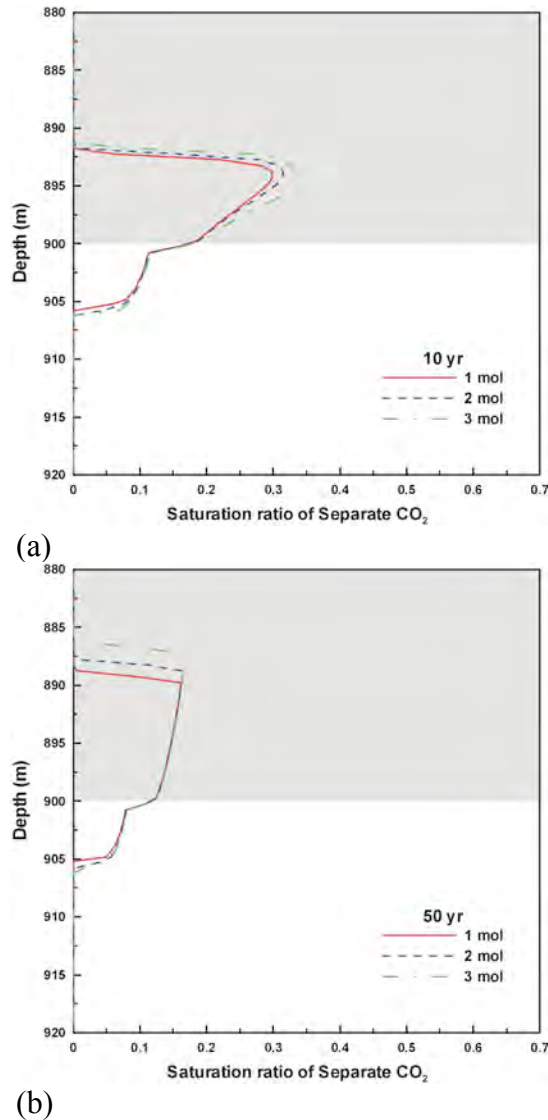 880
885
890
895
900
905
910
915
920
Depth (m)
10 yr
1 mol
2 mol
3 mol
0 0.1 0.2 0.3 0.4 0.5 0.6 0.7
Saturation ratio of Separate CO₂
(a)
880
885
890
895
900
905
910
915
920
Depth (m)
50 yr
1 mol
2 mol
3 mol
0 0.1 0.2 0.3 0.4 0.5 0.6 0.7
Saturation ratio of Separate CO₂
(b)